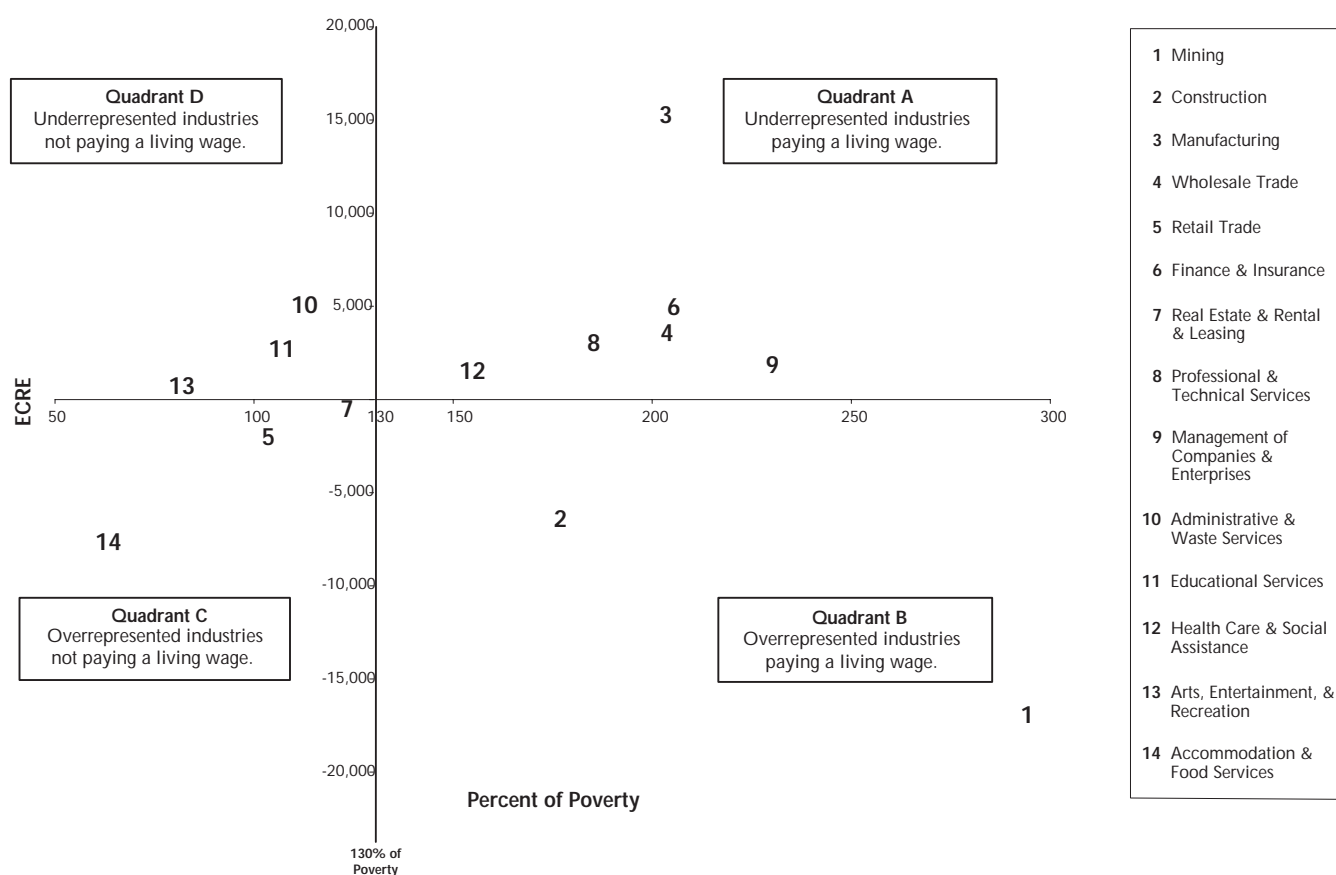 20,000
Quadrant D
Underrepresented industries
not paying a living wage.
Quadrant A
Underrepresented industries
paying a living wage.
15,000
3
10,000
5,000
10
6
4
11
8
12
9
13
ECRE
50
100
130
150
200
250
300
7
5
-5,000
2
14
-10,000
Quadrant C
Overrepresented industries
not paying a living wage.
Quadrant B
Overrepresented industries
paying a living wage.
-15,000
1
-20,000
Percent of Poverty
130% of
Poverty
1 Mining
2 Construction
3 Manufacturing
4 Wholesale Trade
5 Retail Trade
6 Finance & Insurance
7 Real Estate & Rental
& Leasing
8 Professional &
Technical Services
9 Management of
Companies &
Enterprises
10 Administrative &
Waste Services
11 Educational Services
12 Health Care & Social
Assistance
13 Arts, Entertainment, &
Recreation
14 Accommodation &
Food Services